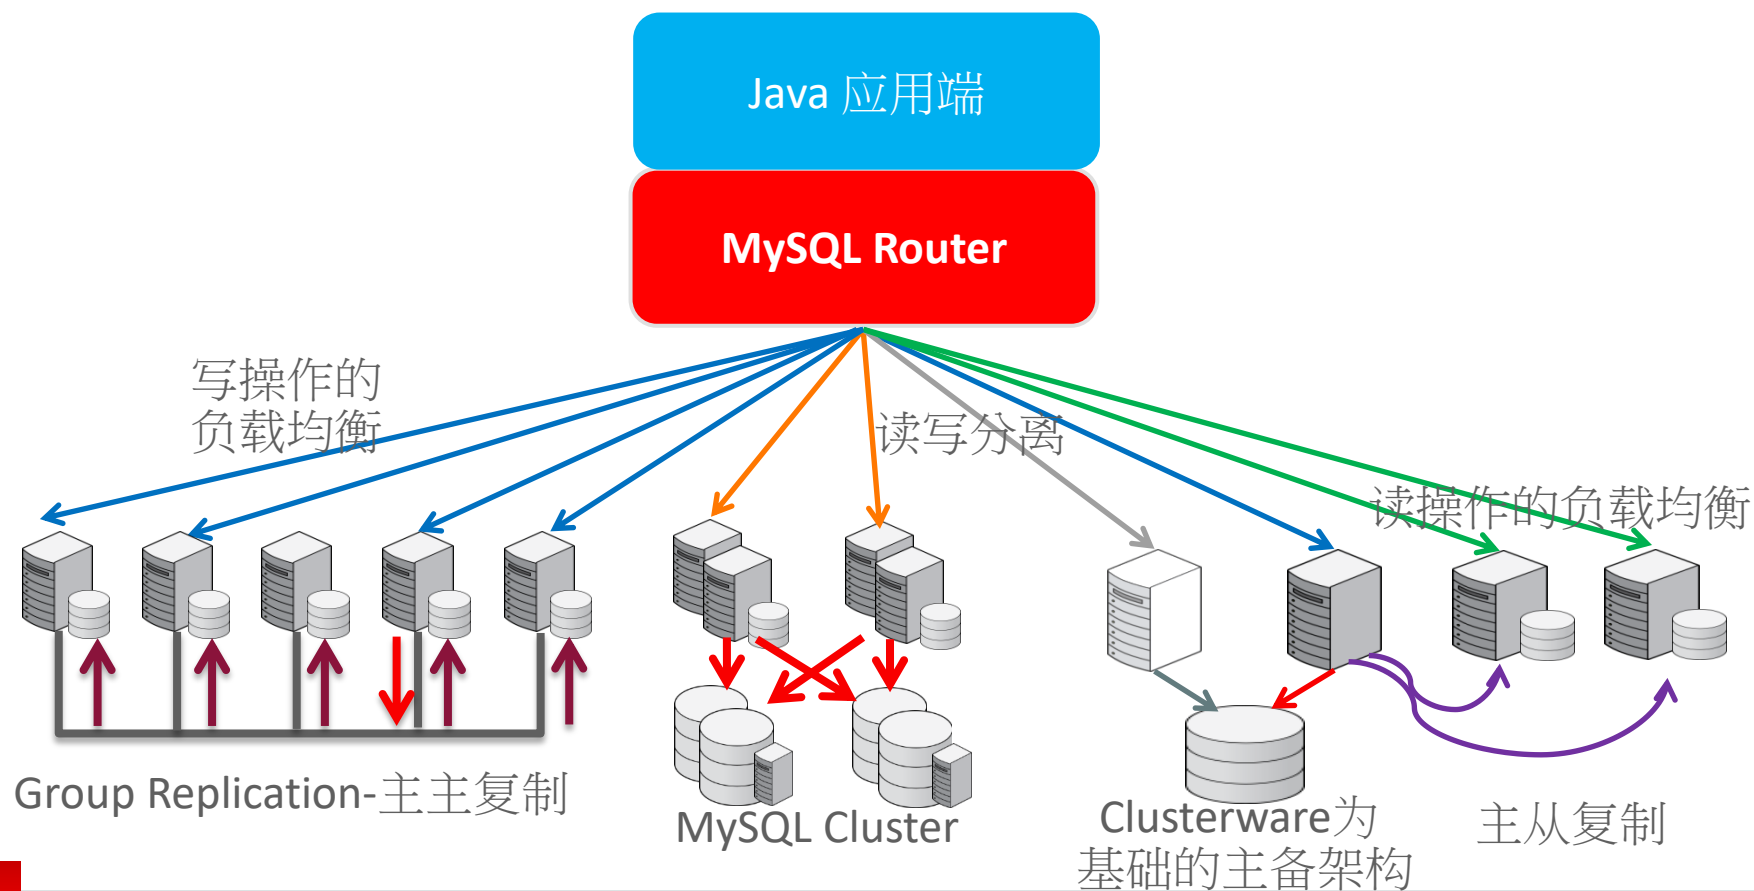 Java 应用端
MySQL Router
写操作的
负载均衡
读写分离
读操作的负载均衡
Group Replication-主主复制
MySQL Cluster
Clusterware为
基础的主备架构
主从复制